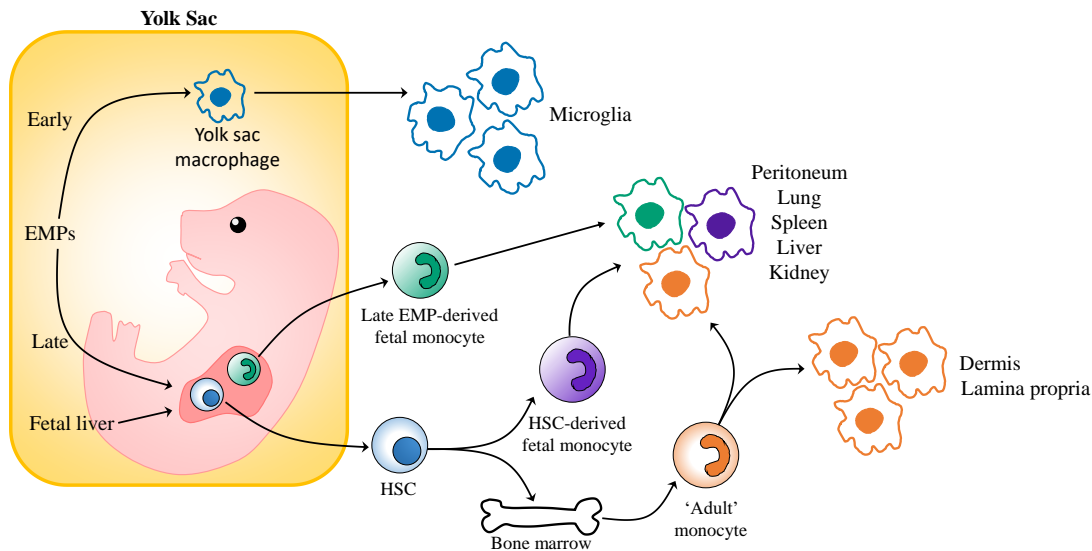 Yolk Sac
Early
Yolk sac
macrophage
Microglia
EMPs
Peritoneum
Lung
Spleen
Liver
Kidney
Late EMP-derived
fetal monocyte
Late
Fetal liver
HSC-derived
fetal monocyte
Dermis
Lamina propria
HSC
Bone marrow
‘Adult’
monocyte